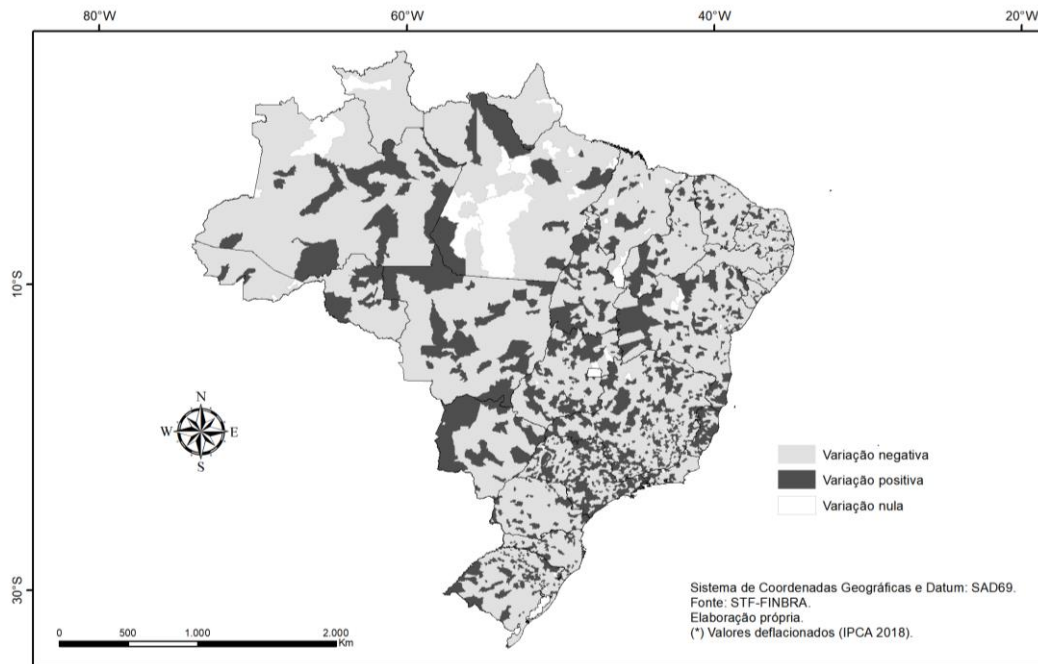 80°W 60°W 40°W 20°W
10°S
30°S
N
W E
S
Variação negativa
Variação positiva
Variação nula
Sistema de Coordenadas Geográficas e Datum: SAD69.
Fonte: STF-FINBRA.
Elaboração própria.
(*) Valores deflacionados (IPCA 2018).
0 500 1.000 2.000
Km